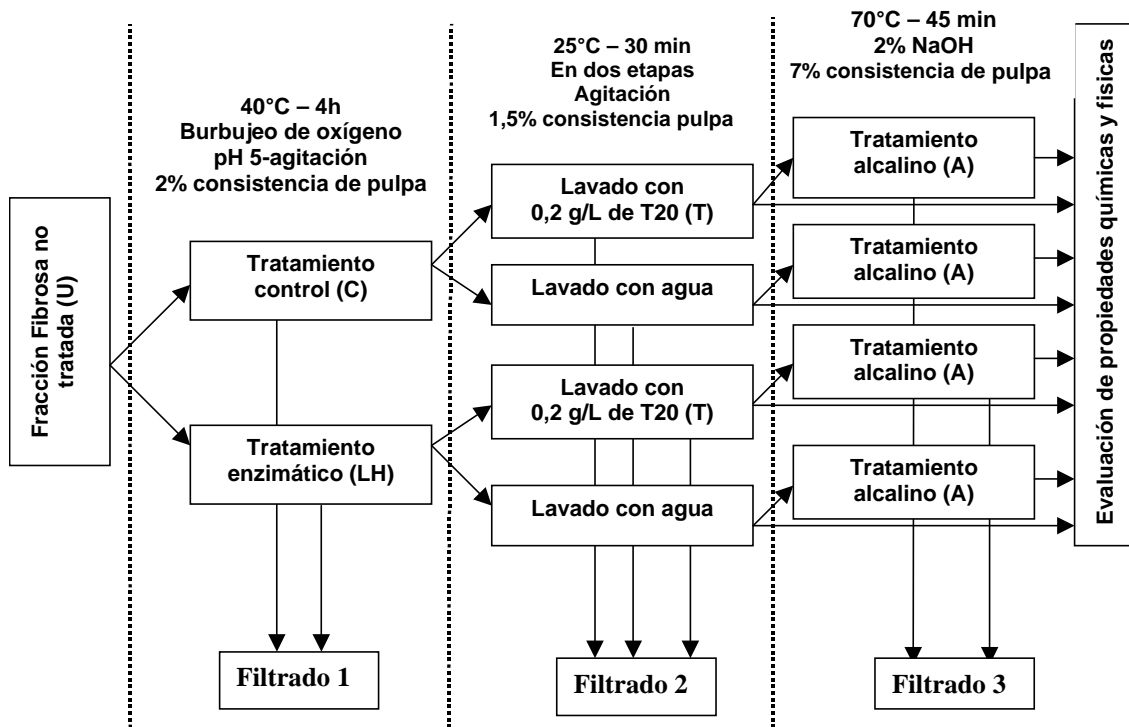 Fracción Fibrosa no
tratada (U)
40°C – 4h
Burbujeo de oxígeno
pH 5-agitación
2% consistencia de pulpa
Tratamiento
control (C)
Tratamiento
enzimático (LH)
Filtrado 1
25°C – 30 min
En dos etapas
Agitación
1,5% consistencia pulpa
Lavado con
0,2 g/L de T20 (T)
Lavado con agua
Lavado con
0,2 g/L de T20 (T)
Lavado con agua
Filtrado 2
70°C – 45 min
2% NaOH
7% consistencia de pulpa
Tratamiento
alcalino (A)
Tratamiento
alcalino (A)
Tratamiento
alcalino (A)
Tratamiento
alcalino (A)
Filtrado 3
Evaluación de propiedades químicas y físicas